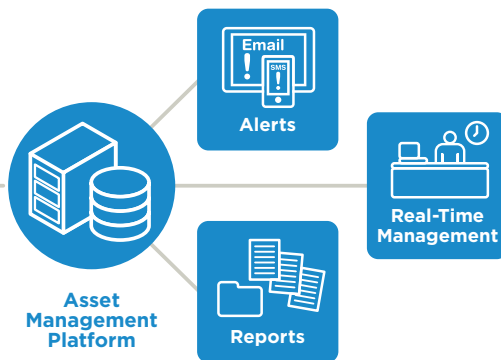 Email
!
SMS
!
Alerts
Real-Time
Management
Asset
Management
Platform
Reports